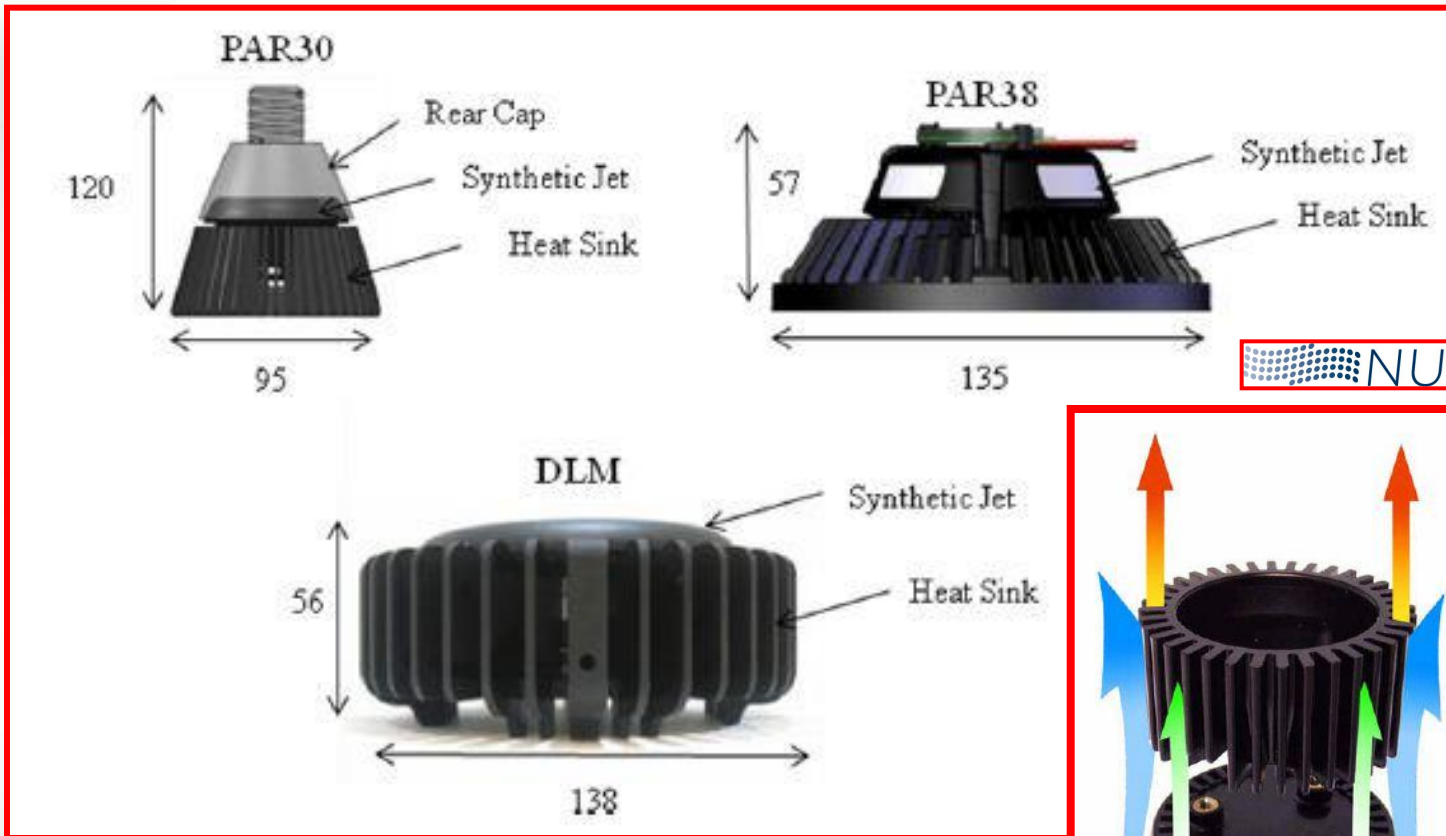 PAR30
Rear Cap
Synthetic Jet
Heat Sink
120
95
PAR38
Synthetic Jet
Heat Sink
57
135
NU
DLM
Synthetic Jet
Heat Sink
56
138